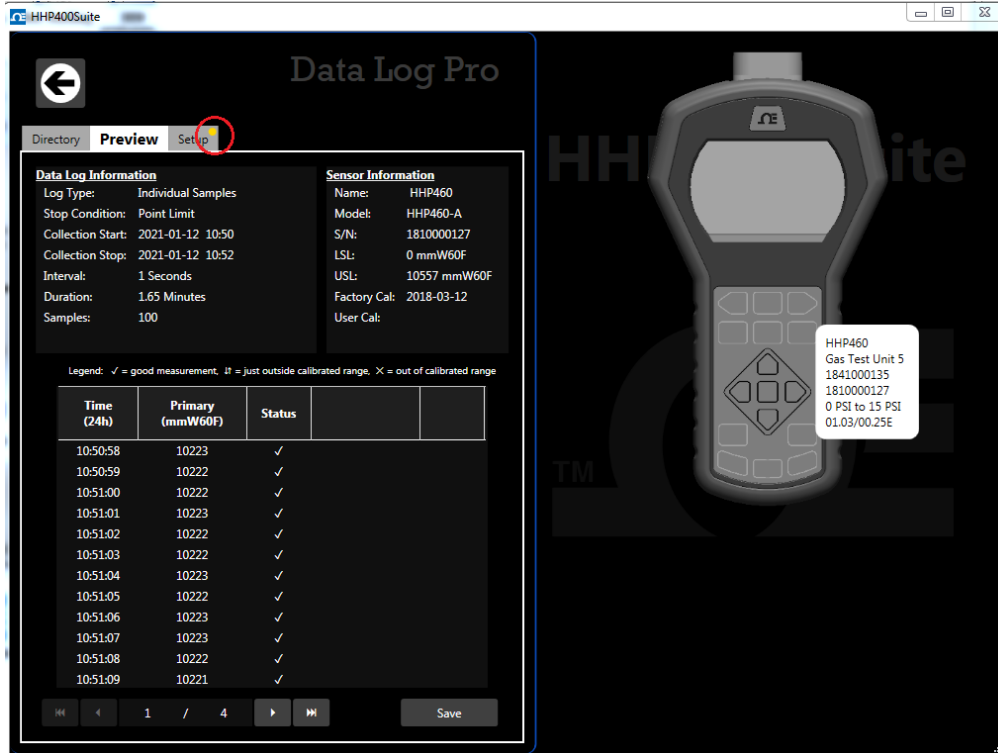 HHP400Suite
Data Log Pro
Directory Preview Setup
Data Log Information
Log Type: Individual Samples
Stop Condition: Point Limit
Collection Start: 2021-01-12 10:50
Collection Stop: 2021-01-12 10:52
Interval: 1 Seconds
Duration: 1.65 Minutes
Samples: 100
Sensor Information
Name: HHP460
Model: HHP460-A
S/N: 1810000127
LSL: 0 mmW60F
USL: 10557 mmW60F
Factory Cal: 2018-03-12
User Cal:
Legend: ✓ = good measurement, ↓↑ = just outside calibrated range, ✕ = out of calibrated range
Time Primary Status
(24h) (mmW60F)
10:50:58 10223 ✓
10:50:59 10222 ✓
10:51:00 10222 ✓
10:51:01 10223 ✓
10:51:02 10222 ✓
10:51:03 10222 ✓
10:51:04 10223 ✓
10:51:05 10222 ✓
10:51:06 10223 ✓
10:51:07 10223 ✓
10:51:08 10222 ✓
10:51:09 10221 ✓
1 / 4
Save
HH ite
HHP460
Gas Test Unit 5
1841000135
1810000127
0 PSI to 15 PSI
01.03/00.25E
TM